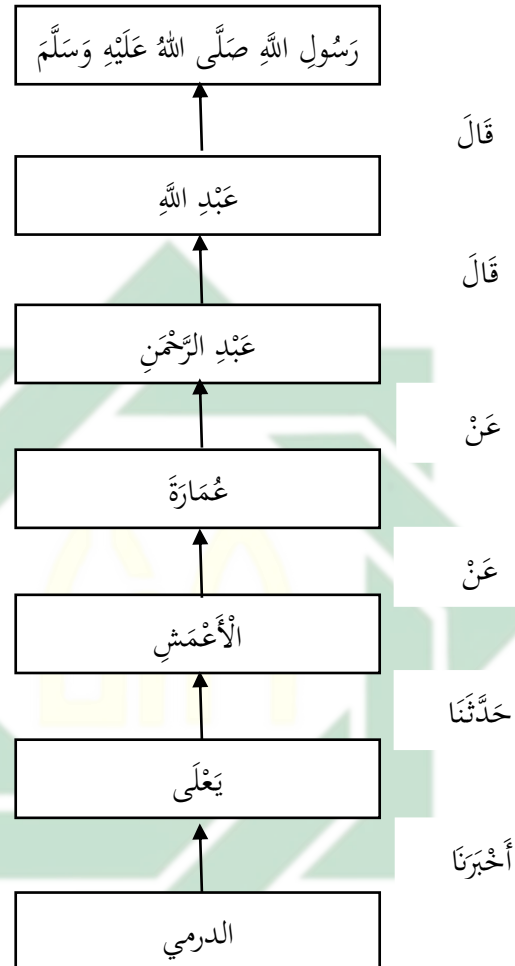 رَسُولِ اللَّهِ صَلَّى اللهُ عَلَيْهِ وَسَلَّمَ
قَالَ
عَبْدِ اللَّهِ
قَالَ
عَبْدِ الرَّحْمَنِ
عَنْ
عُمَارَةَ
عَنْ
الْأَعْمَشِ
حَدَّثَنَا
يَعْلَى
أَخْبَرَنَا
الدرمي